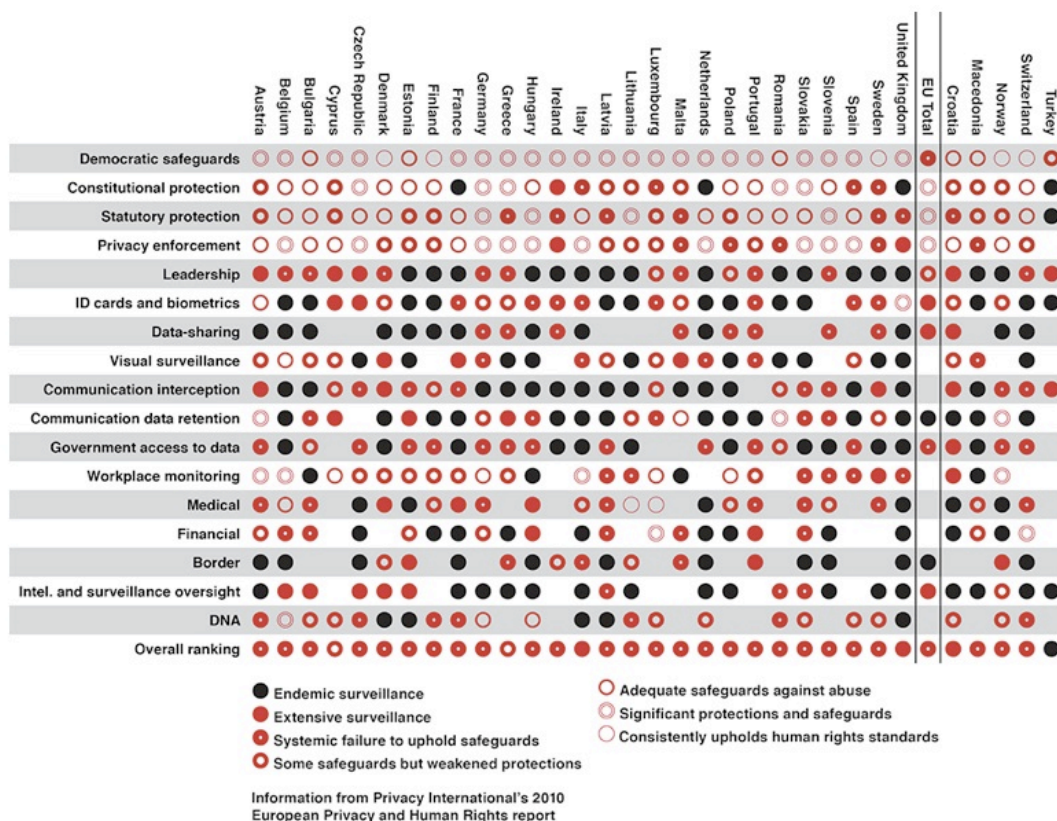 Austria
Belgium
Bulgaria
Cyprus
Czech Republic
Denmark
Estonia
Finland
France
Germany
Greece
Hungary
Ireland
Italy
Latvia
Lithuania
Luxembourg
Malta
Netherlands
Poland
Portugal
Romania
Slovakia
Slovenia
Spain
Sweden
United Kingdom
EU Total
Croatia
Macedonia
Norway
Switzerland
Turkey
Democratic safeguards
Constitutional protection
Statutory protection
Privacy enforcement
Leadership
ID cards and biometrics
Data-sharing
Visual surveillance
Communication interception
Communication data retention
Government access to data
Workplace monitoring
Medical
Financial
Border
Intel. and surveillance oversight
DNA
Overall ranking
Endemic surveillance
Extensive surveillance
Systemic failure to uphold safeguards
Some safeguards but weakened protections
Adequate safeguards against abuse
Significant protections and safeguards
Consistently upholds human rights standards
Information from Privacy International's 2010
European Privacy and Human Rights report